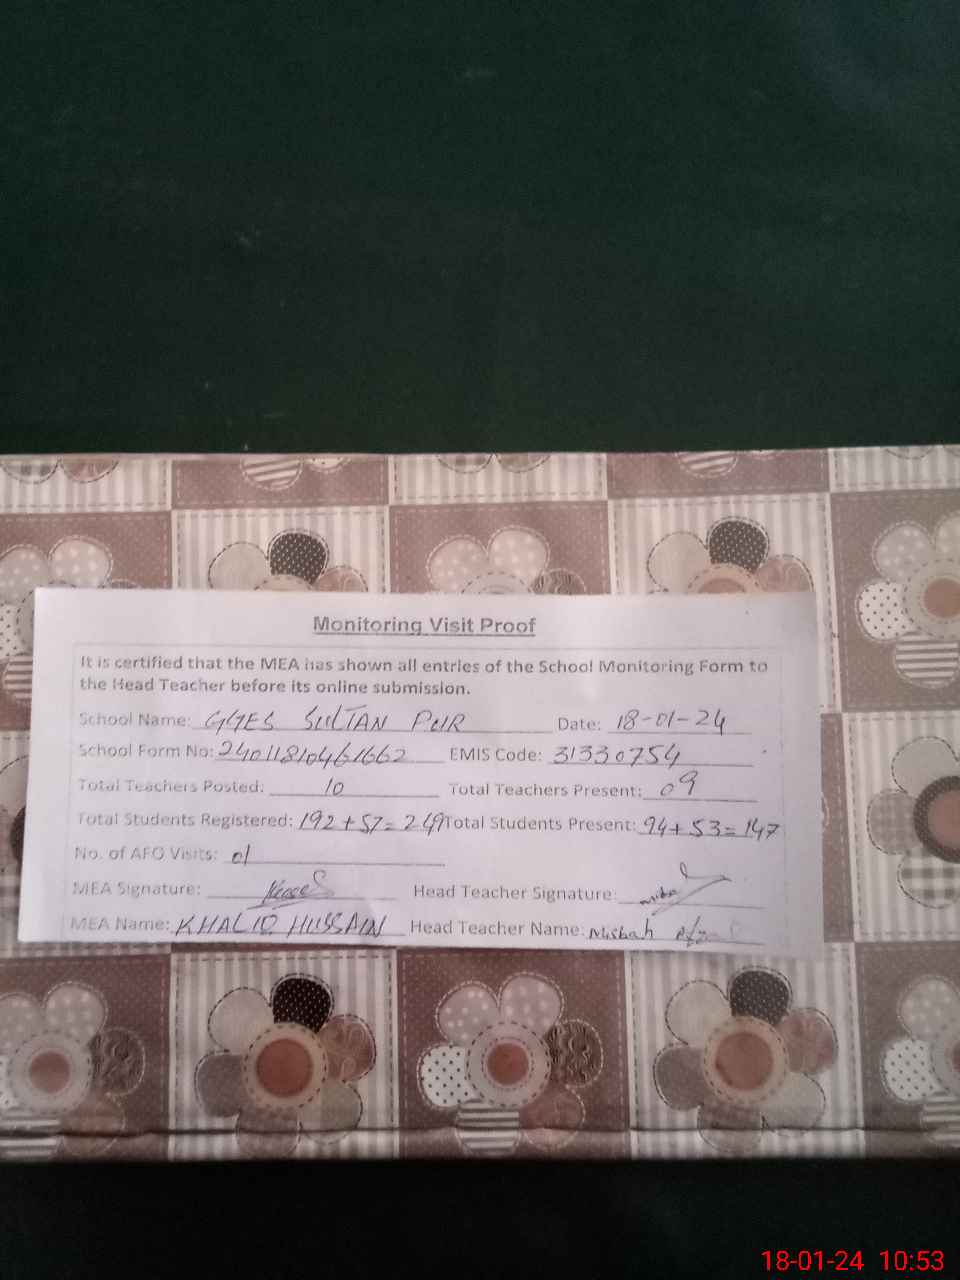 Monitoring Visit Proof
It is certified that the MEA has shown all entries of the School Monitoring Form to
the Head Teacher before its online submission.
School Name: GGES SULTAN PUR Date: 18-01-24
School Form No: EMIS Code: 31330754
Total Teachers Posted: 10 Total Teachers Present: 09
Total Students Registered: 192+57=249 Total Students Present: 94+53=147
No. of AFO Visits: 01
MEA Signature: Head Teacher Signature:
MEA Name: KHALID HUSSAIN Head Teacher Name: Misbah
18-01-24 10:53